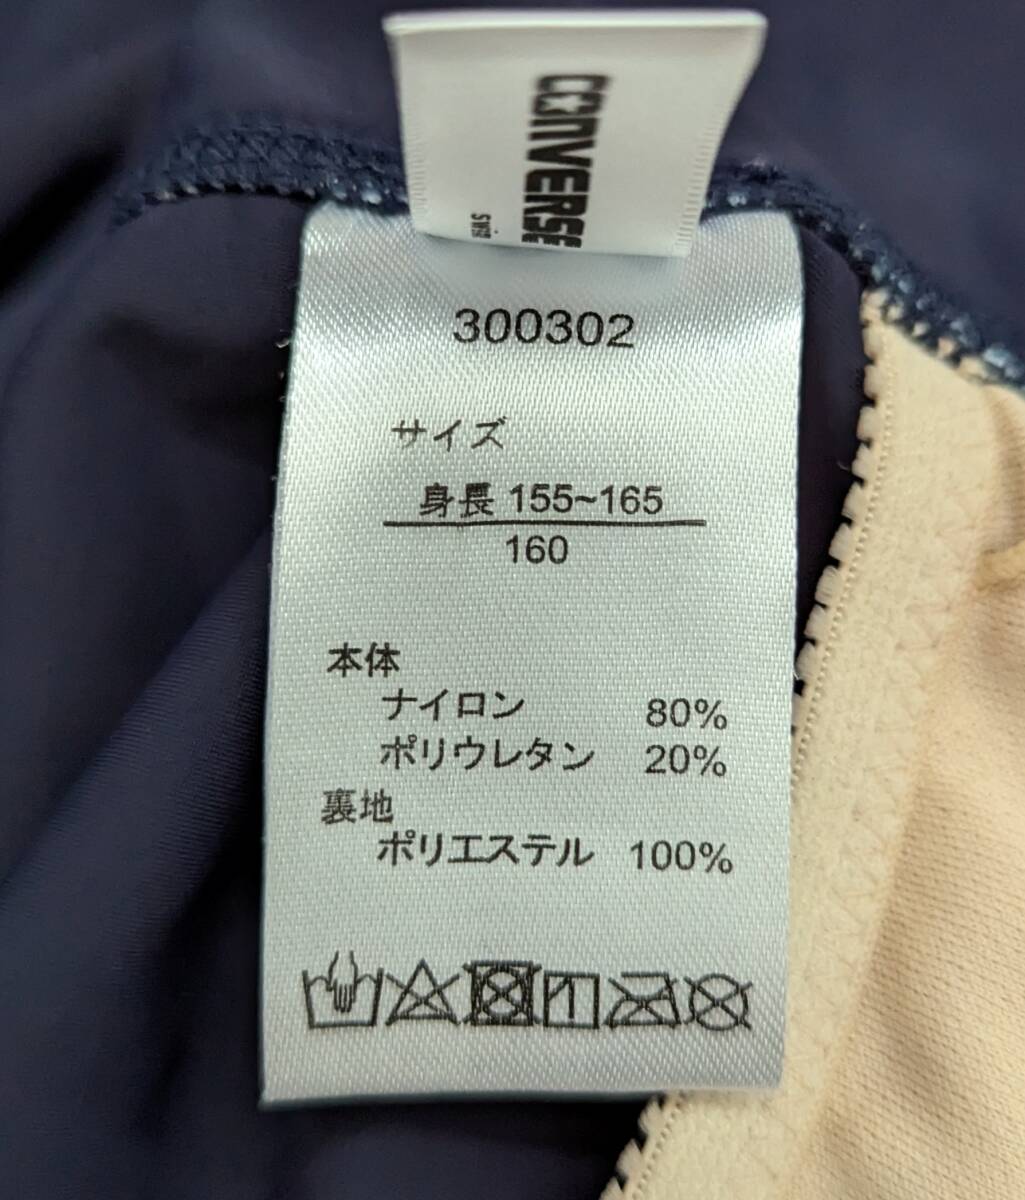 CONVERSE
300302
サイズ
身長 155~165
160
本体
ナイロン 80%
ポリウレタン 20%
裏地
ポリエステル 100%